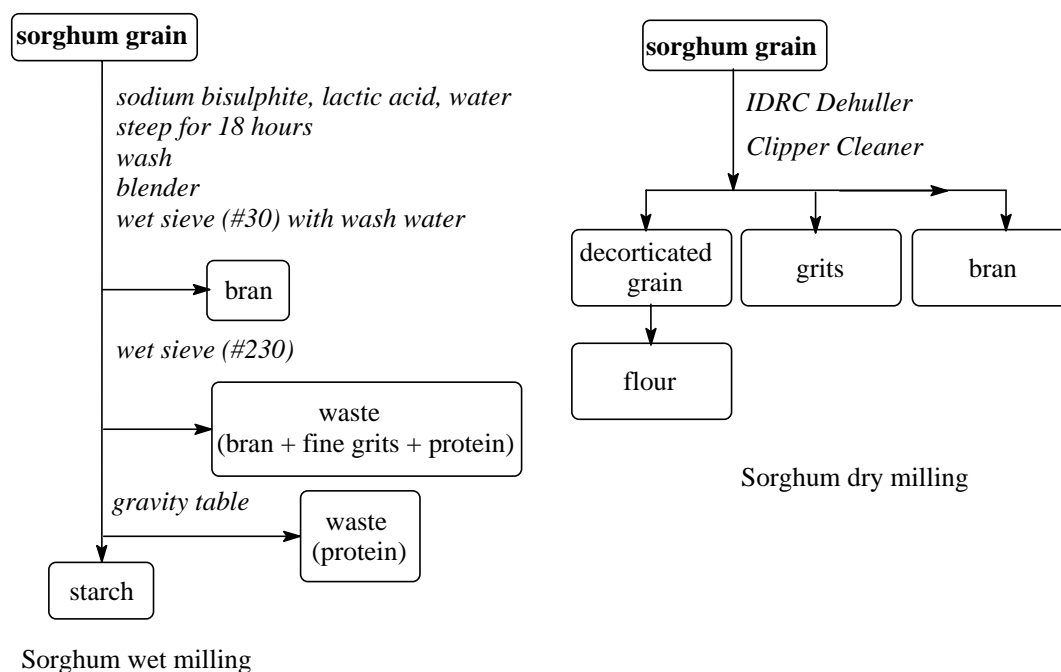 sorghum grain
sodium bisulphite, lactic acid, water
steep for 18 hours
wash
blender
wet sieve (#30) with wash water
bran
wet sieve (#230)
waste
(bran + fine grits + protein)
gravity table
waste
(protein)
starch
Sorghum wet milling
sorghum grain
IDRC Dehuller
Clipper Cleaner
decorticated
grain
grits
bran
flour
Sorghum dry milling